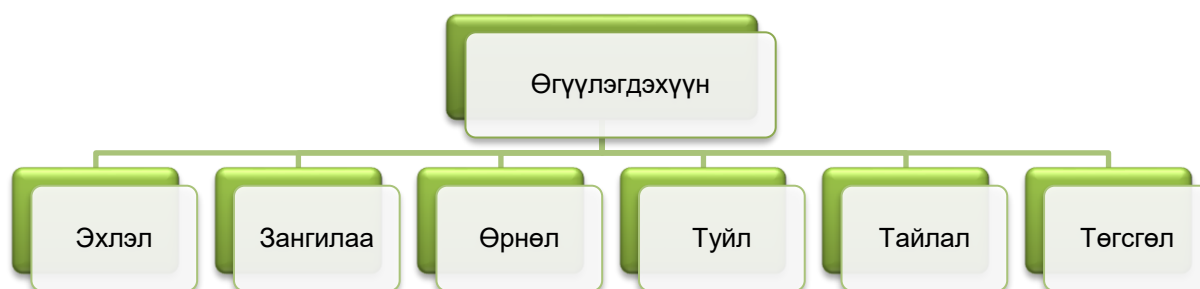 Өгүүлэгдэхүүн
Эхлэл
Зангилаа
Өрнөл
Туйл
Тайлал
Төгсгөл